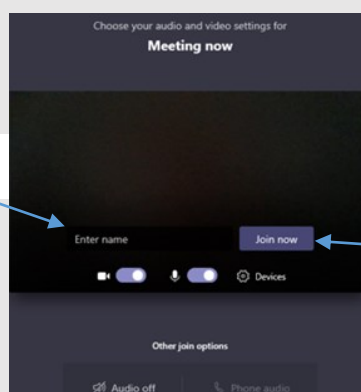 Choose your audio and video settings for
Meeting now
Enter name
Join now
Devices
Other join options
Audio off
Phone audio